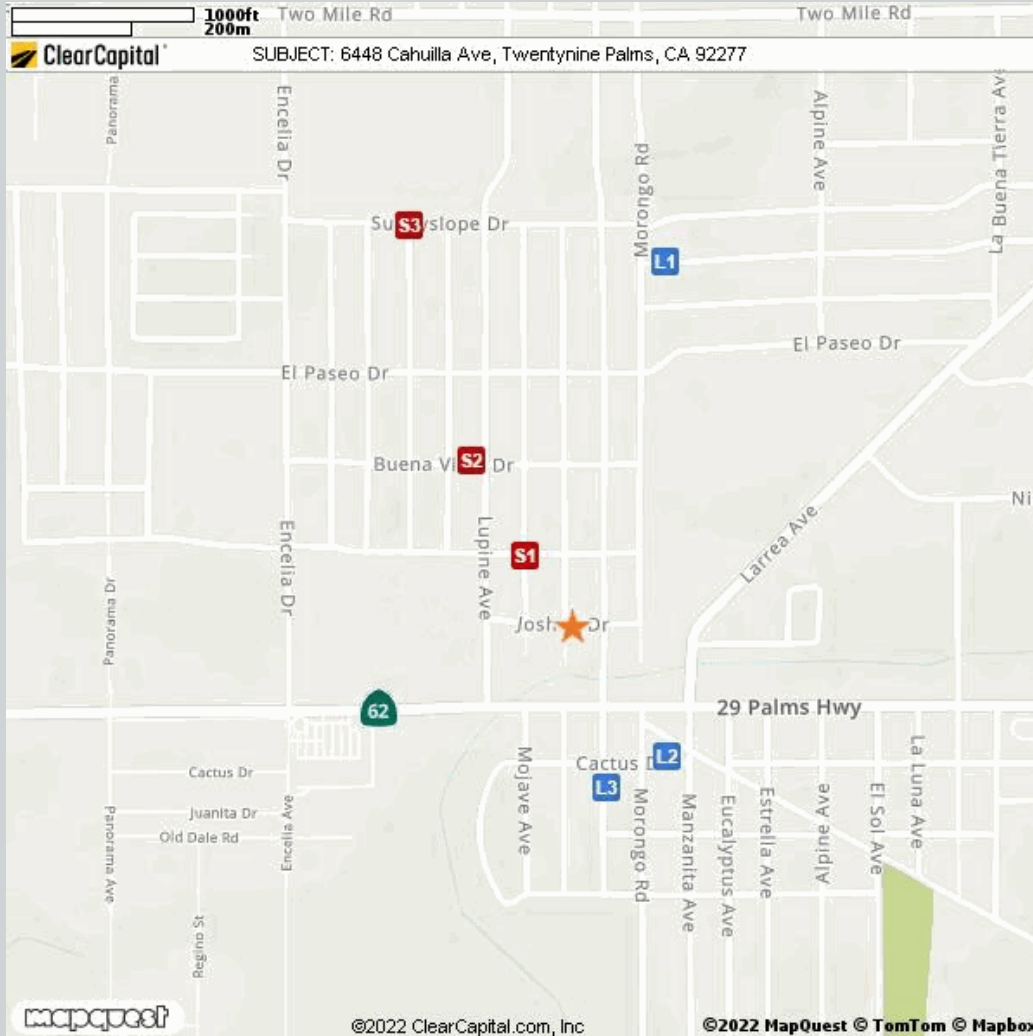 1000ft
200m
Two Mile Rd
Two Mile Rd
ClearCapital
SUBJECT: 6448 Cahuilla Ave, Twentynine Palms, CA 92277
Panorama
Encelia Dr
Alpine Ave
La Buena Tierra Ave
Morongo Rd
S3
Su yslope Dr
L1
El Paseo Dr
El Paseo Dr
Buena Vi Dr
S2
Ni
Lupine Ave
Encelia Dr
S1
Larrea Ave
Panorama Dr
Josh Dr
62
29 Palms Hwy
Cactus D
L2
L3
Cactus Dr
Juanita Dr
Old Dale Rd
Mojave Ave
Morongo Rd
Manzanita Ave
Eucalyptus Ave
Estrella Ave
Alpine Ave
El Sol Ave
La Luna Ave
Panorama Ave
Encelia Ave
Regino St
mapquest
©2022 ClearCapital.com, Inc
©2022 MapQuest © TomTom © Mapbox